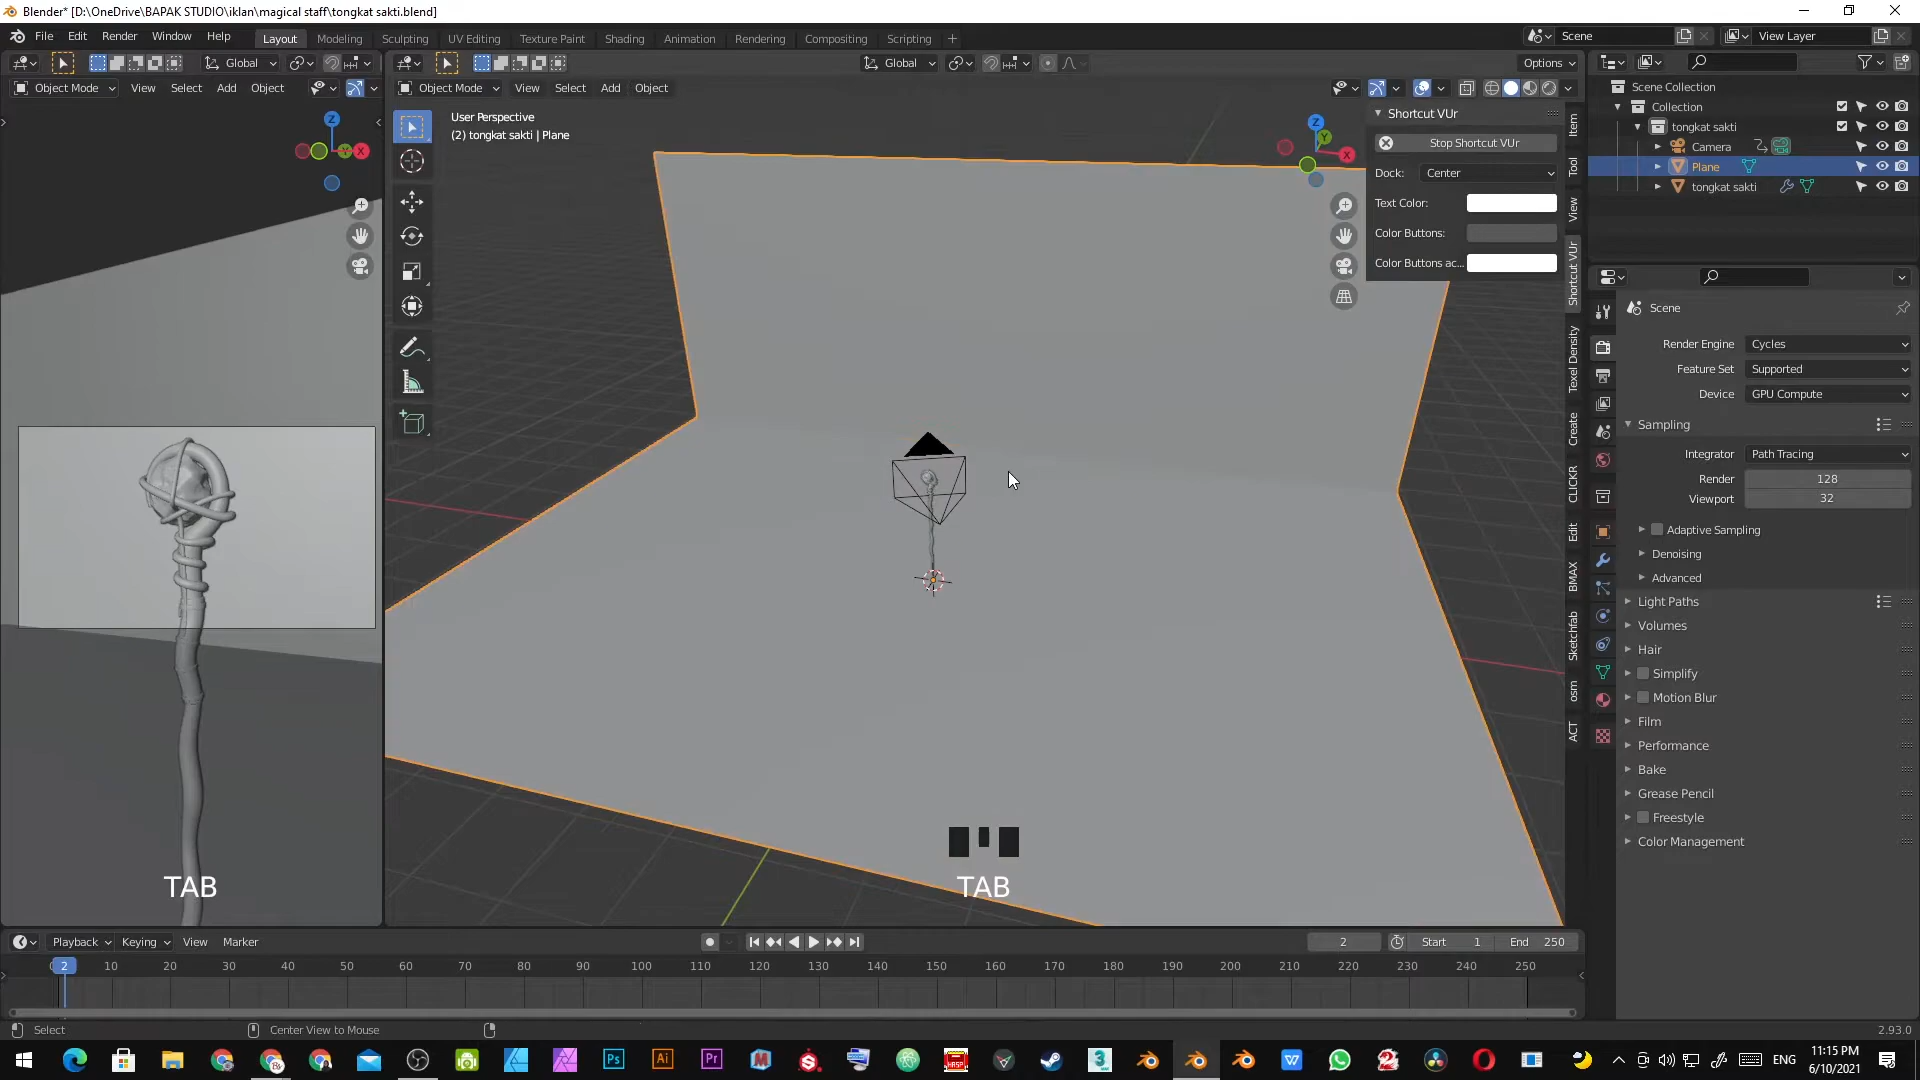 Blender* [D:\OneDrive\BAPAK STUDIO\iklan\magical staff\tongkat sakti.blend]
File Edit Render Window Help
Layout Modeling Sculpting UV Editing Texture Paint Shading Animation Rendering Compositing Scripting +
Scene
View Layer
Global
Global
Options
Object Mode View Select Add Object
Object Mode View Select Add Object
User Perspective
(2) tongkat sakti | Plane
Z
Y
X
Z
Y
X
Shortcut VUr
Stop Shortcut VUr
Dock: Center
Text Color:
Color Buttons:
Color Buttons ac...
Item
Tool
View
Shortcut VUr
Texel Density
Create
CLICKR
Edit
BMAX
Sketchfab
osm
ACT
Scene Collection
Collection
tongkat sakti
Camera
Plane
tongkat sakti
Scene
Render Engine Cycles
Feature Set Supported
Device GPU Compute
Sampling
Integrator Path Tracing
Render 128
Viewport 32
Adaptive Sampling
Denoising
Advanced
Light Paths
Volumes
Hair
Simplify
Motion Blur
Film
Performance
Bake
Grease Pencil
Freestyle
Color Management
TAB
TAB
Playback Keying View Marker
2
Start 1
End 250
2 10 20 30 40 50 60 70 80 90 100 110 120 130 140 150 160 170 180 190 200 210 220 230 240 250
Select
Center View to Mouse
2.93.0
Ps
Ai
Pr
3
W
ENG
11:15 PM
6/10/2021